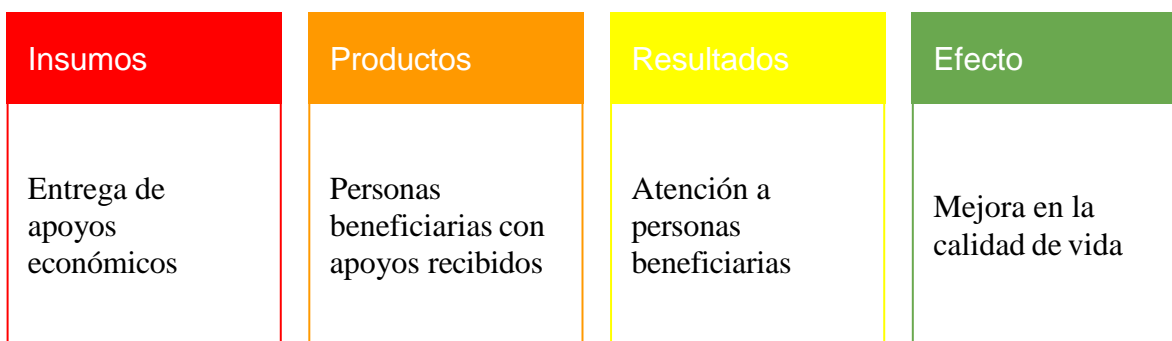 Insumos
Entrega de
apoyos
económicos
Productos
Personas
beneficiarias con
apoyos recibidos
Resultados
Atención a
personas
beneficiarias
Efecto
Mejora en la
calidad de vida